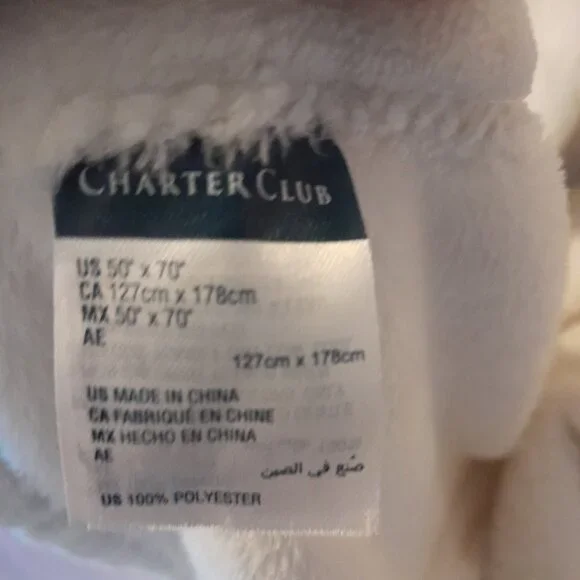 CHARTER CLUB
US 50" x 70"
CA 127cm x 178cm
MX 50" x 70"
AE
127cm x 178cm
US MADE IN CHINA
CA FABRIQUÉ EN CHINE
MX HECHO EN CHINA
AE
صنع في الصين
US 100% POLYESTER